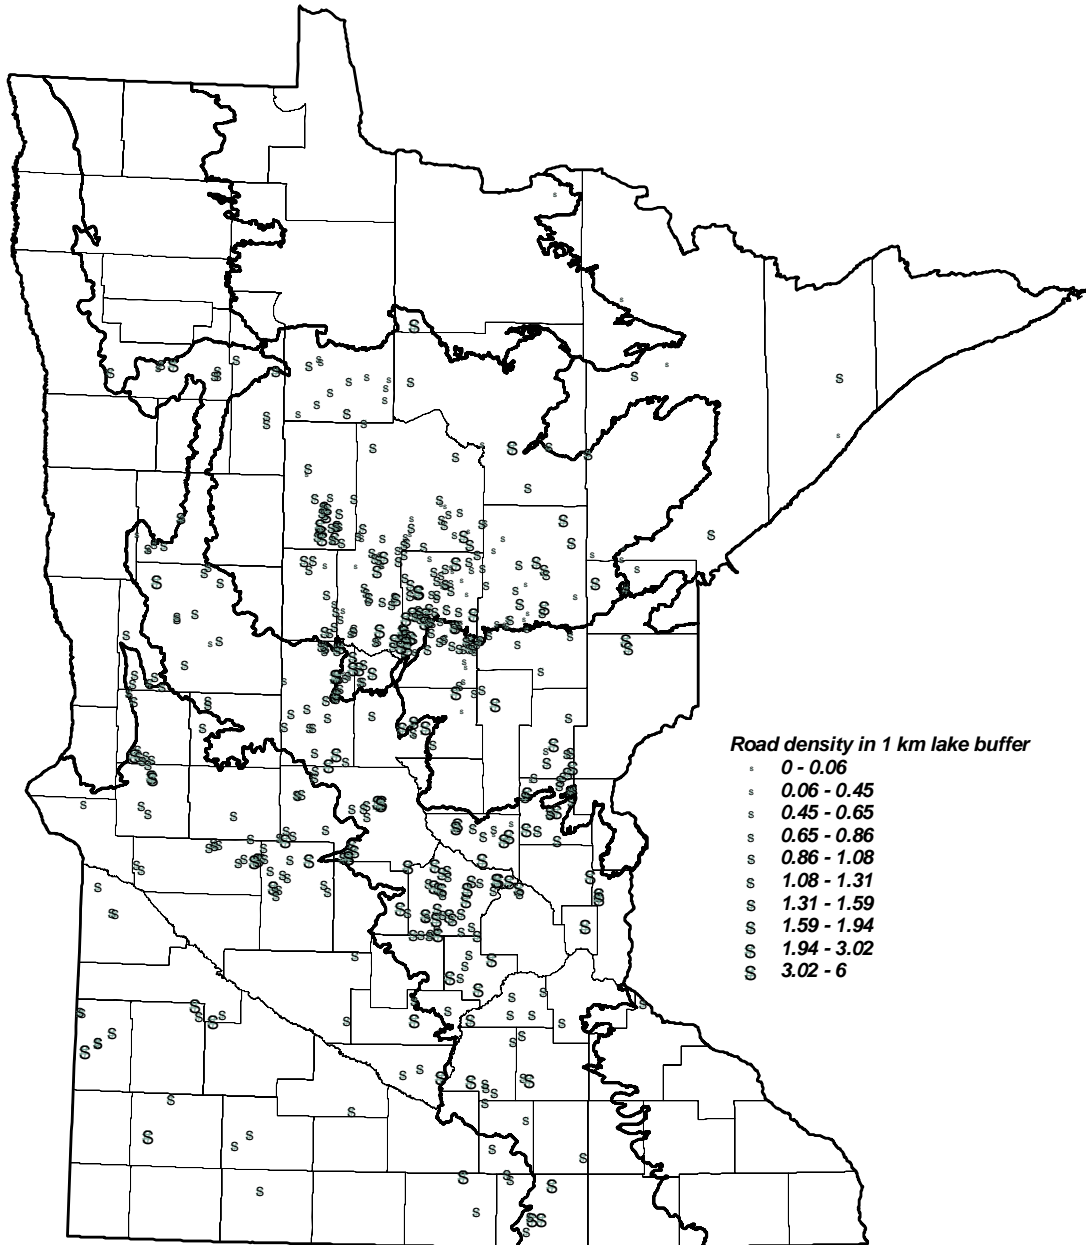 Road density in 1 km lake buffer
s 0 - 0.06
s 0.06 - 0.45
s 0.45 - 0.65
s 0.65 - 0.86
s 0.86 - 1.08
s 1.08 - 1.31
s 1.31 - 1.59
s 1.59 - 1.94
s 1.94 - 3.02
s 3.02 - 6